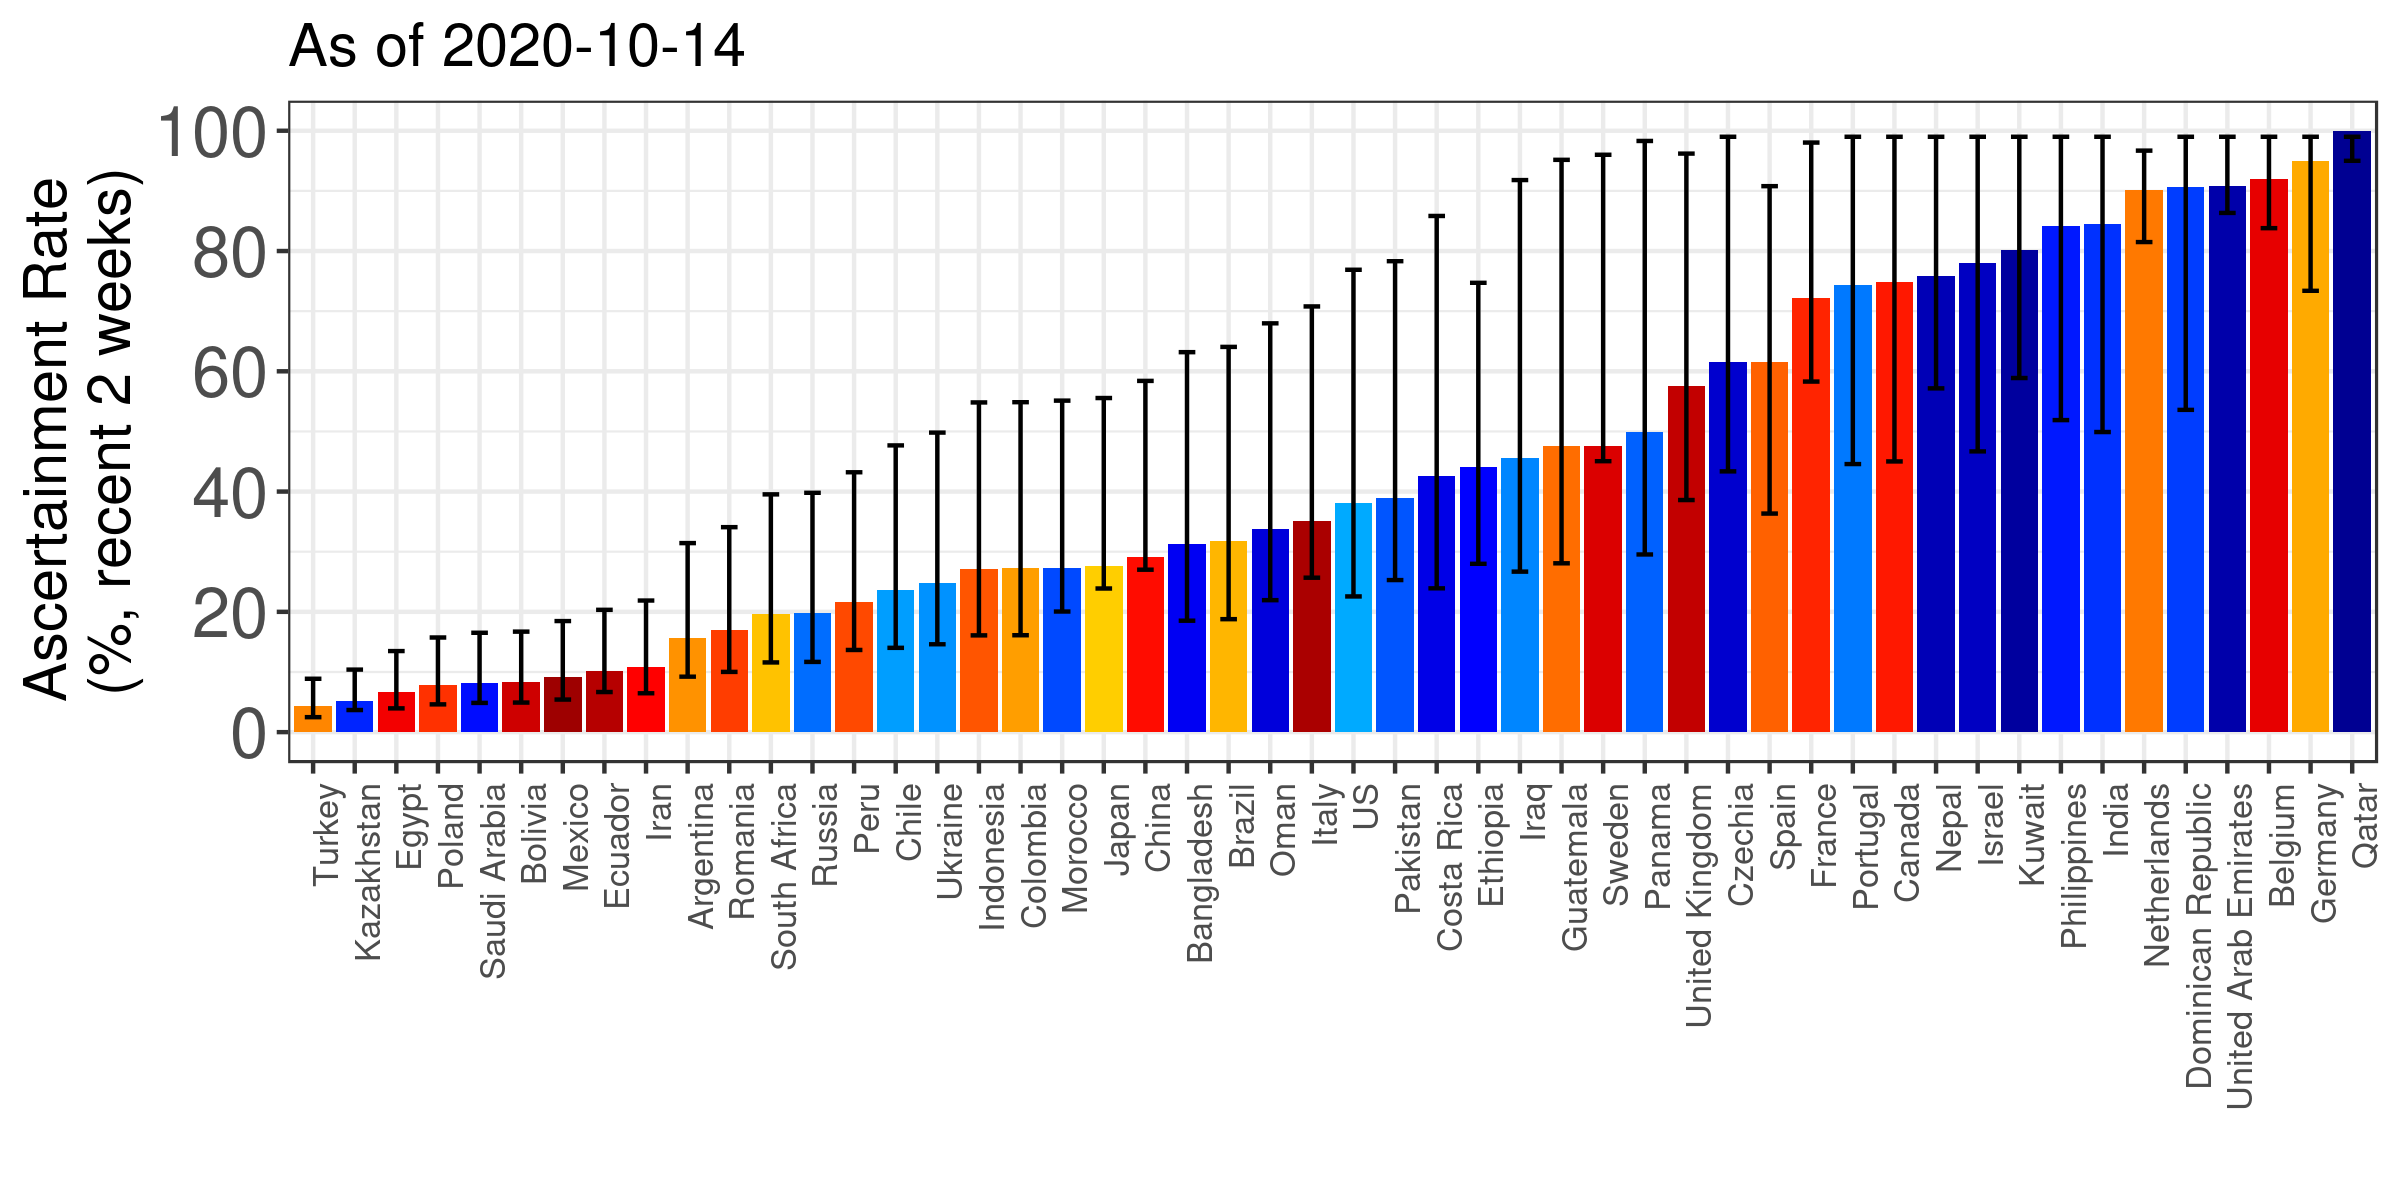 As of 2020-10-14
Ascertainment Rate
(%, recent 2 weeks)
100
80
60
40
20
0
Turkey
Kazakhstan
Egypt
Poland
Saudi Arabia
Bolivia
Mexico
Ecuador
Iran
Argentina
Romania
South Africa
Russia
Peru
Chile
Ukraine
Indonesia
Colombia
Morocco
Japan
China
Bangladesh
Brazil
Oman
Italy
US
Pakistan
Costa Rica
Ethiopia
Iraq
Guatemala
Sweden
Panama
United Kingdom
Czechia
Spain
France
Portugal
Canada
Nepal
Israel
Kuwait
Philippines
India
Netherlands
Dominican Republic
United Arab Emirates
Belgium
Germany
Qatar